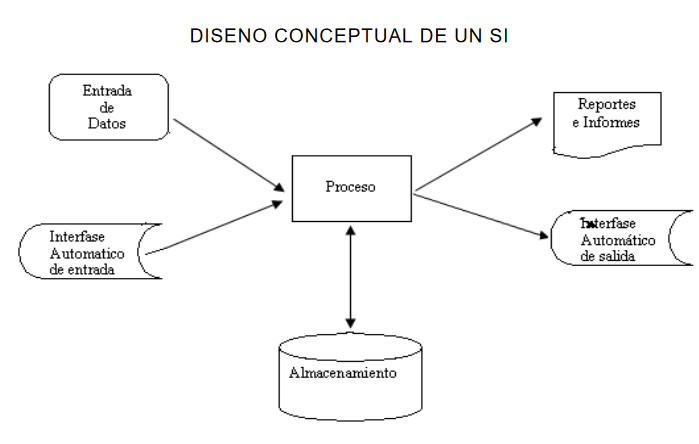 DISENO CONCEPTUAL DE UN SI
Entrada
de
Datos
Reportes
e Informes
Proceso
Interfase
Automatico
de entrada
Interfase
Automático
de salida
Almacenamiento